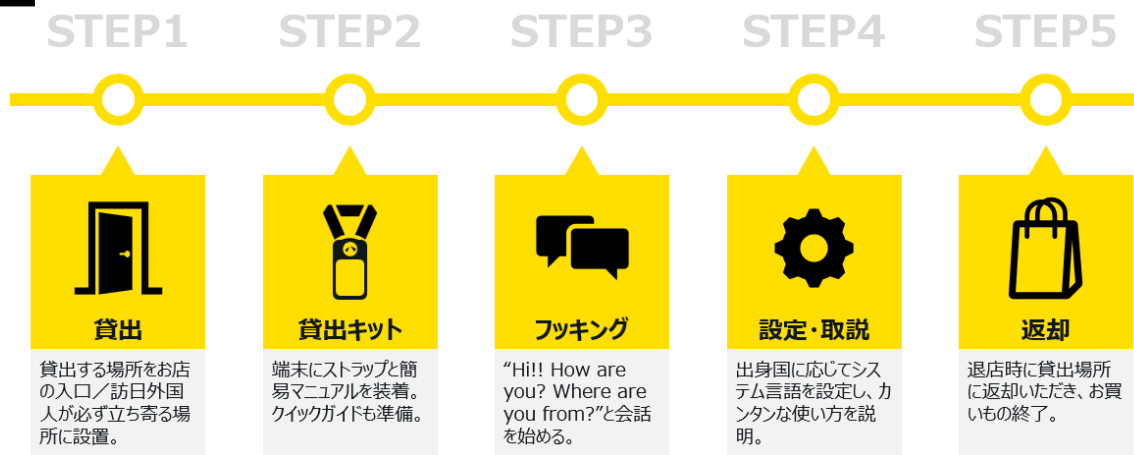 STEP1
STEP2
STEP3
STEP4
STEP5
貸出
貸出する場所をお店
の入口／訪日外国
人が必ず立ち寄る場
所に設置。
貸出キット
端末にストラップと簡
易マニュアルを装着。
クイックガイドも準備。
フッキング
“Hi!! How are
you? Where are
you from?”と会話
を始める。
設定・取説
出身国に応じてシス
テム言語を設定し、カ
ンタンな使い方を説
明。
返却
退店時に貸出場所
に返却いただき、お買
いもの終了。